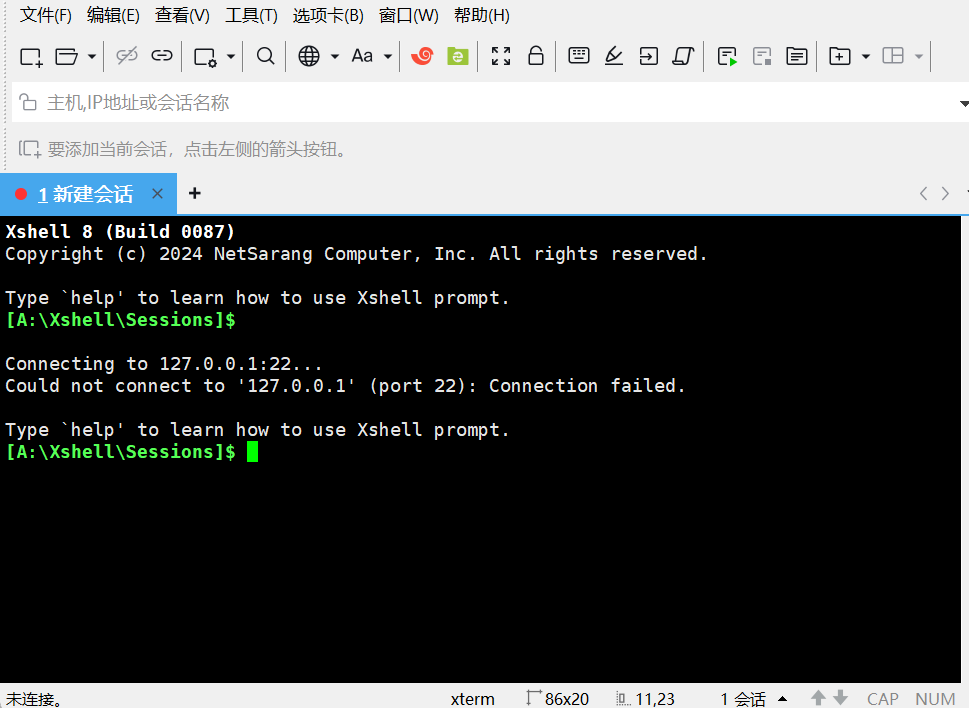 文件(F) 编辑(E) 查看(V) 工具(T) 选项卡(B) 窗口(W) 帮助(H)
Aa
主机,IP地址或会话名称
要添加当前会话，点击左侧的箭头按钮。
1 新建会话
Xshell 8 (Build 0087)
Copyright (c) 2024 NetSarang Computer, Inc. All rights reserved.
Type `help' to learn how to use Xshell prompt.
[A:\Xshell\Sessions]$
Connecting to 127.0.0.1:22...
Could not connect to '127.0.0.1' (port 22): Connection failed.
Type `help' to learn how to use Xshell prompt.
[A:\Xshell\Sessions]$
未连接。 xterm 86x20 11,23 1 会话 CAP NUM